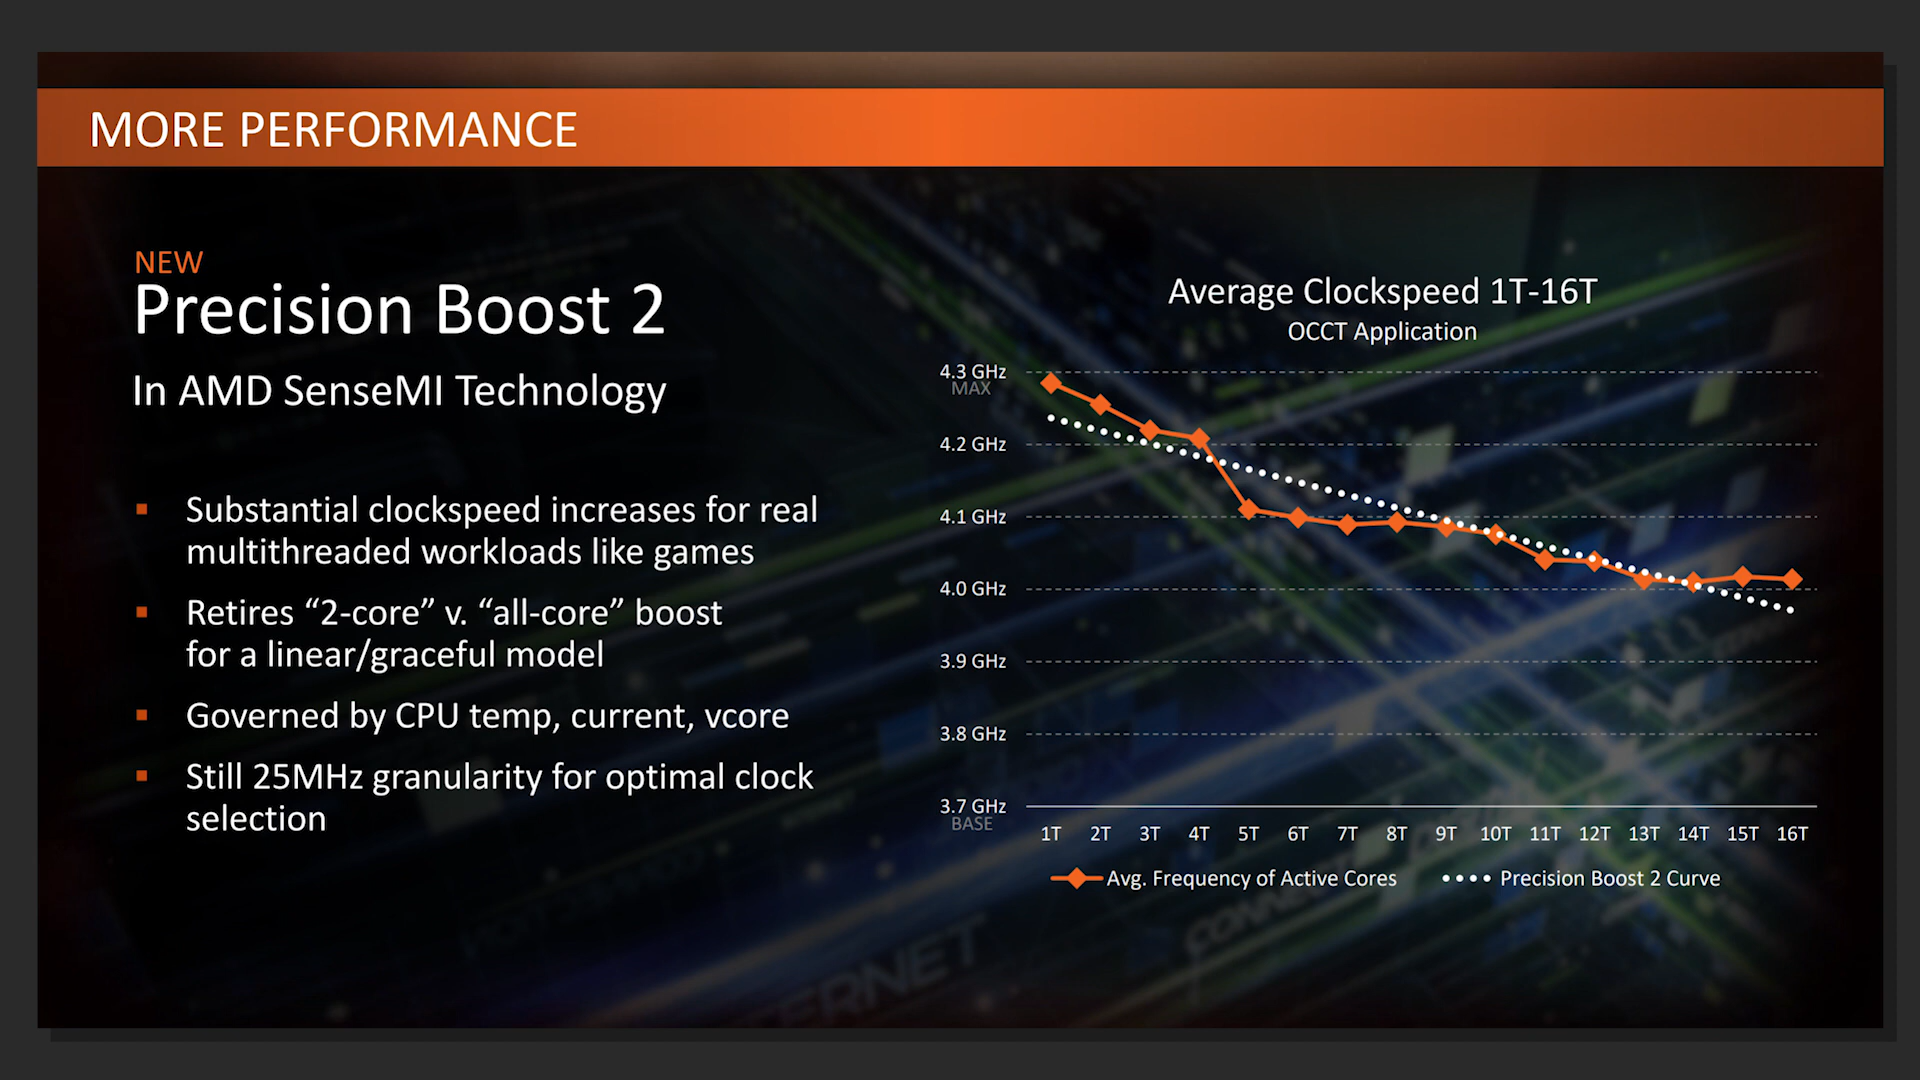 MORE PERFORMANCE
NEW
Precision Boost 2
In AMD SenseMI Technology
▪ Substantial clockspeed increases for real
multithreaded workloads like games
▪ Retires “2-core” v. “all-core” boost
for a linear/graceful model
▪ Governed by CPU temp, current, vcore
▪ Still 25MHz granularity for optimal clock
selection
Average Clockspeed 1T-16T
OCCT Application
4.3 GHz
MAX
4.2 GHz
4.1 GHz
4.0 GHz
3.9 GHz
3.8 GHz
3.7 GHz
BASE
1T 2T 3T 4T 5T 6T 7T 8T 9T 10T 11T 12T 13T 14T 15T 16T
Avg. Frequency of Active Cores Precision Boost 2 Curve
CONNECT
ERNET